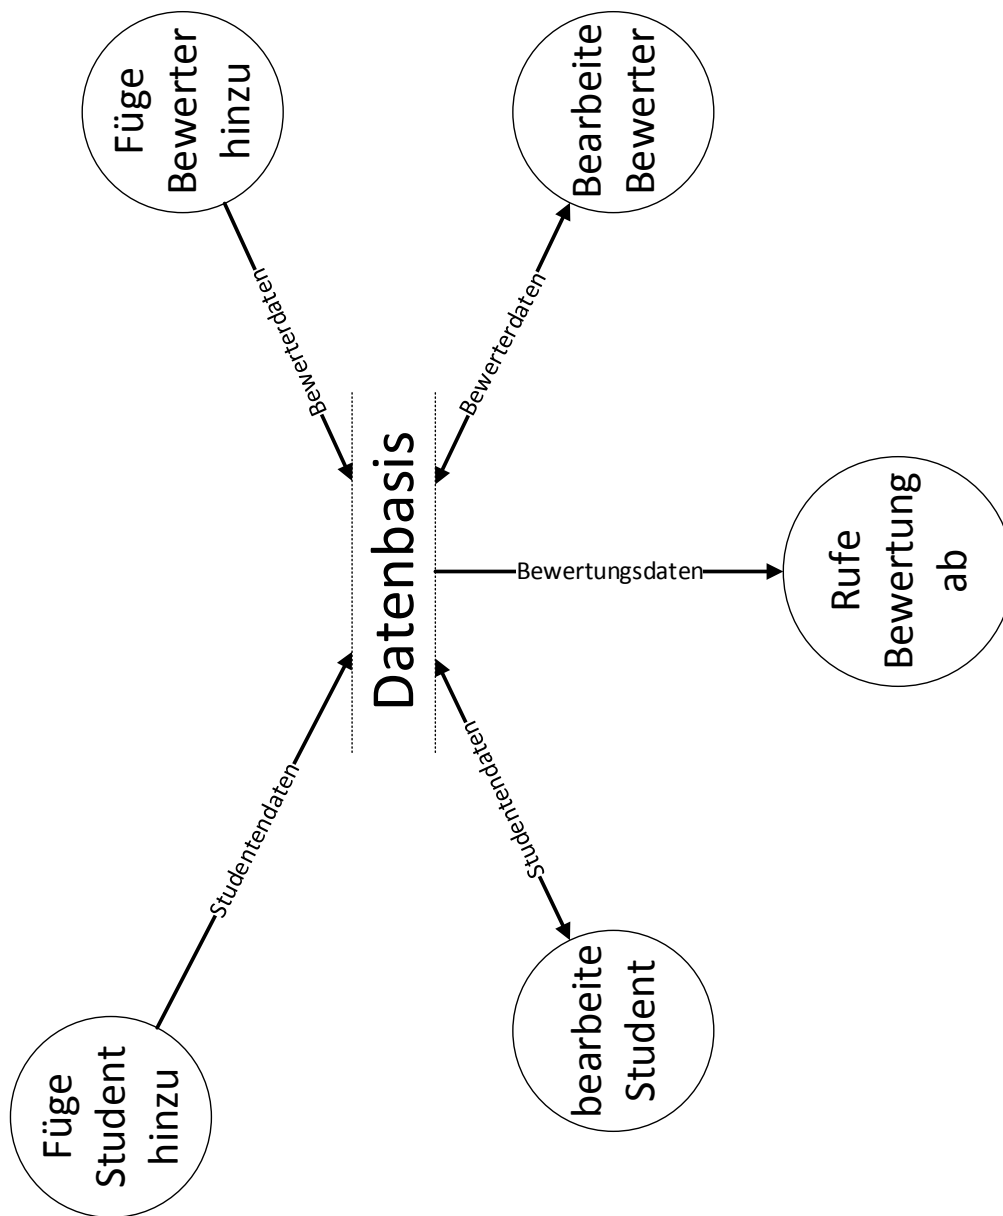 Füge
Bewerter
hinzu
Bearbeite
Bewerter
Bewerterdaten
Bewerterdaten
Datenbasis
Bewertungsdaten
Rufe
Bewertung
ab
Studentendaten
Studentendaten
Füge
Student
hinzu
bearbeite
Student